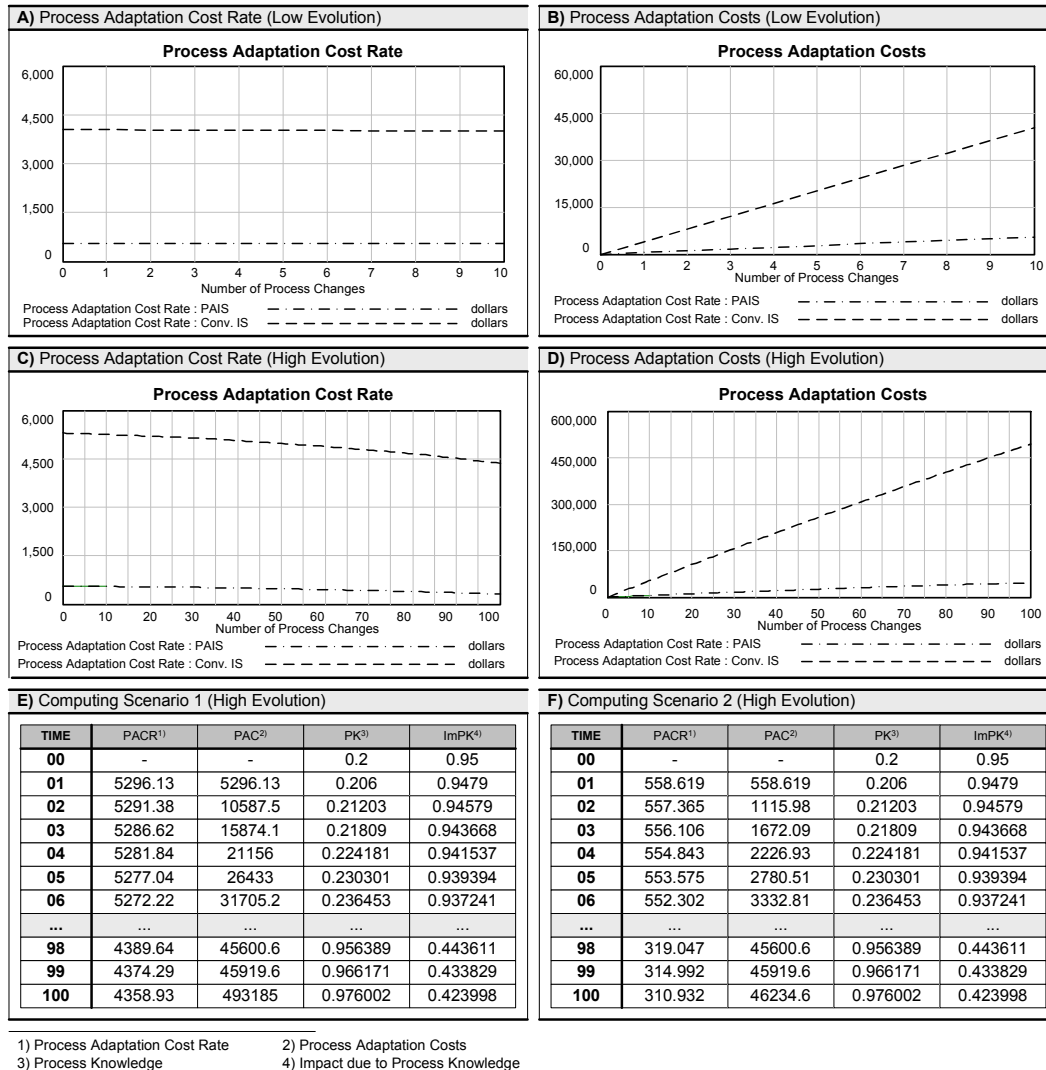 A) Process Adaptation Cost Rate (Low Evolution)
Process Adaptation Cost Rate
6,000
4,500
3,000
1,500
0
0 1 2 3 4 5 6 7 8 9 10
Number of Process Changes
Process Adaptation Cost Rate : PAIS dollars
Process Adaptation Cost Rate : Conv. IS dollars
B) Process Adaptation Costs (Low Evolution)
Process Adaptation Costs
60,000
45,000
30,000
15,000
0
0 1 2 3 4 5 6 7 8 9 10
Number of Process Changes
Process Adaptation Cost Rate : PAIS dollars
Process Adaptation Cost Rate : Conv. IS dollars
C) Process Adaptation Cost Rate (High Evolution)
Process Adaptation Cost Rate
6,000
4,500
3,000
1,500
0
0 10 20 30 40 50 60 70 80 90 100
Number of Process Changes
Process Adaptation Cost Rate : PAIS dollars
Process Adaptation Cost Rate : Conv. IS dollars
D) Process Adaptation Costs (High Evolution)
Process Adaptation Costs
600,000
450,000
300,000
150,000
0
0 10 20 30 40 50 60 70 80 90 100
Number of Process Changes
Process Adaptation Cost Rate : PAIS dollars
Process Adaptation Cost Rate : Conv. IS dollars
E) Computing Scenario 1 (High Evolution)
TIME PACR1) PAC2) PK3) ImPK4)
00 - - 0.2 0.95
01 5296.13 5296.13 0.206 0.9479
02 5291.38 10587.5 0.21203 0.94579
03 5286.62 15874.1 0.21809 0.943668
04 5281.84 21156 0.224181 0.941537
05 5277.04 26433 0.230301 0.939394
06 5272.22 31705.2 0.236453 0.937241
... ... ... ... ...
98 4389.64 45600.6 0.956389 0.443611
99 4374.29 45919.6 0.966171 0.433829
100 4358.93 493185 0.976002 0.423998
F) Computing Scenario 2 (High Evolution)
TIME PACR1) PAC2) PK3) ImPK4)
00 - - 0.2 0.95
01 558.619 558.619 0.206 0.9479
02 557.365 1115.98 0.21203 0.94579
03 556.106 1672.09 0.21809 0.943668
04 554.843 2226.93 0.224181 0.941537
05 553.575 2780.51 0.230301 0.939394
06 552.302 3332.81 0.236453 0.937241
... ... ... ... ...
98 319.047 45600.6 0.956389 0.443611
99 314.992 45919.6 0.966171 0.433829
100 310.932 46234.6 0.976002 0.423998
1) Process Adaptation Cost Rate 2) Process Adaptation Costs
3) Process Knowledge 4) Impact due to Process Knowledge